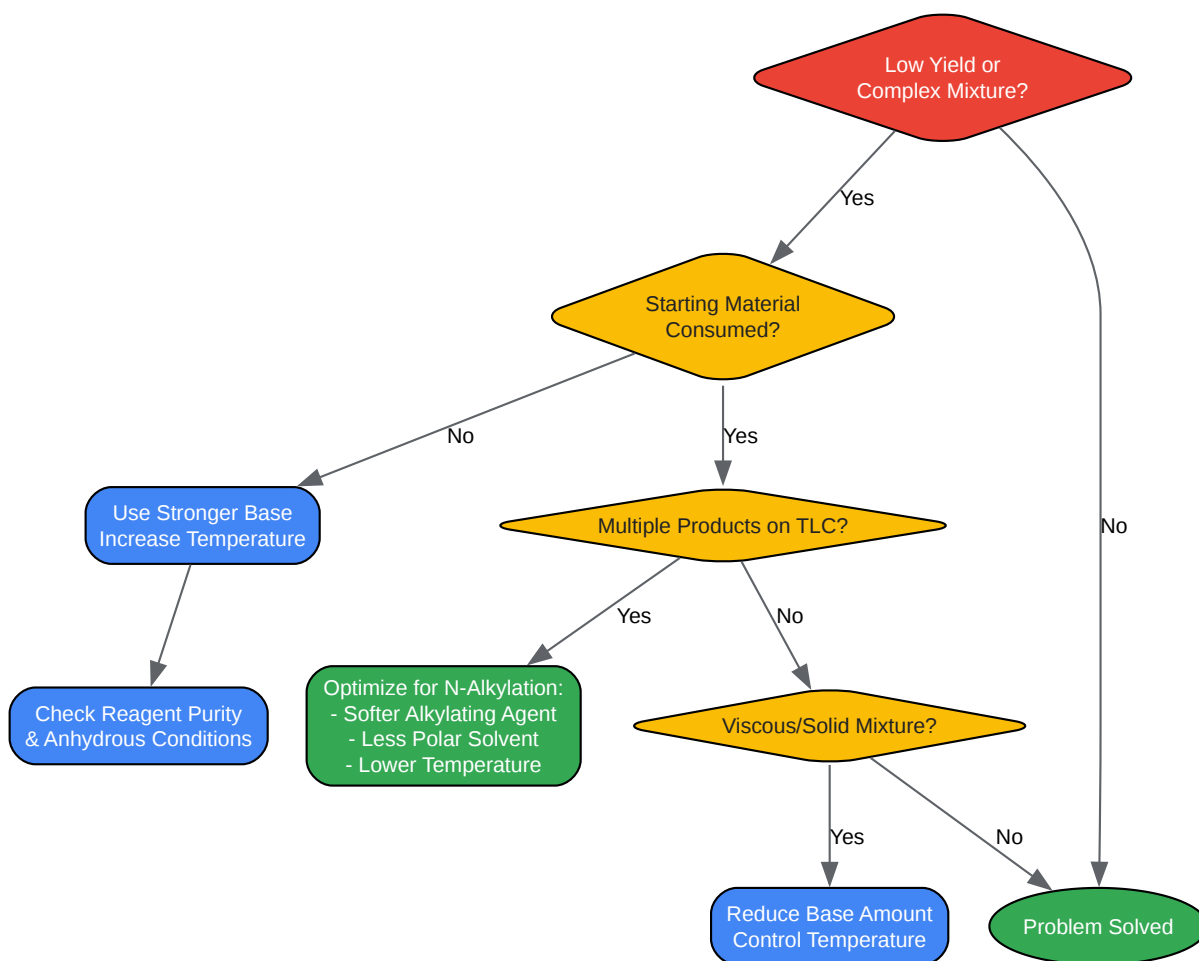 Low Yield or
Complex Mixture?
Yes
Starting Material
Consumed?
No
Yes
Use Stronger Base
Increase Temperature
Multiple Products on TLC?
No
Yes
No
Check Reagent Purity
& Anhydrous Conditions
Optimize for N-Alkylation:
- Softer Alkylating Agent
- Less Polar Solvent
- Lower Temperature
Viscous/Solid Mixture?
Yes
No
Reduce Base Amount
Control Temperature
Problem Solved